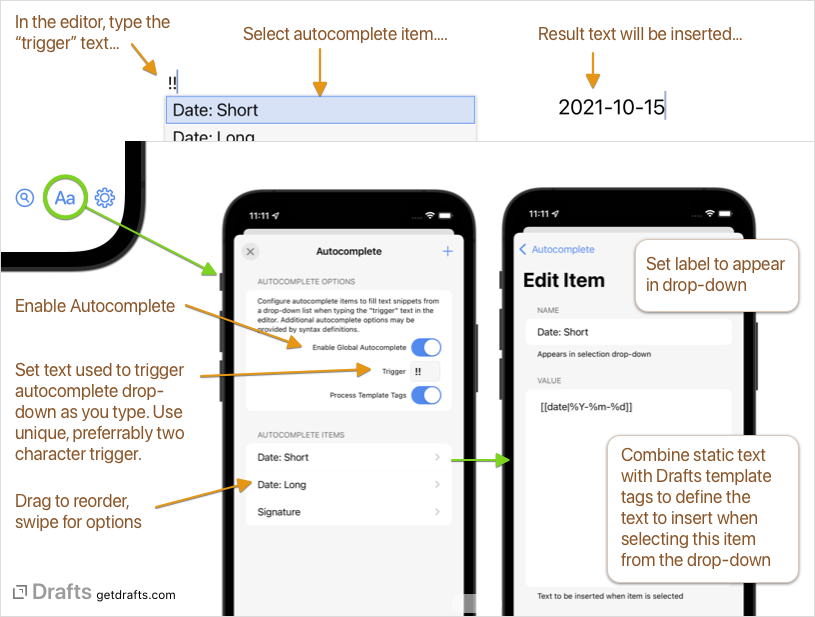 In the editor, type the
“trigger” text...
Select autocomplete item....
Result text will be inserted...
!!
Date: Short
Date: Long
2021-10-15
Aa
11:11
Autocomplete
+
AUTOCOMPLETE OPTIONS
Configure autocomplete items to fill text snippets from
a drop-down list when typing the "trigger" text in the
editor. Additional autocomplete options may be
provided by syntax definitions.
Enable Global Autocomplete
Trigger
!!
Process Template Tags
AUTOCOMPLETE ITEMS
Date: Short
Date: Long
Signature
Enable Autocomplete
Set text used to trigger
autocomplete drop-
down as you type. Use
unique, preferrably two
character trigger.
Drag to reorder,
swipe for options
11:11
Autocomplete
Edit Item
NAME
Date: Short
Appears in selection drop-down
VALUE
[[date|%Y-%m-%d]]
Text to be inserted when item is selected
Set label to appear
in drop-down
Combine static text
with Drafts template
tags to define the
text to insert when
selecting this item
from the drop-down
Drafts getdrafts.com